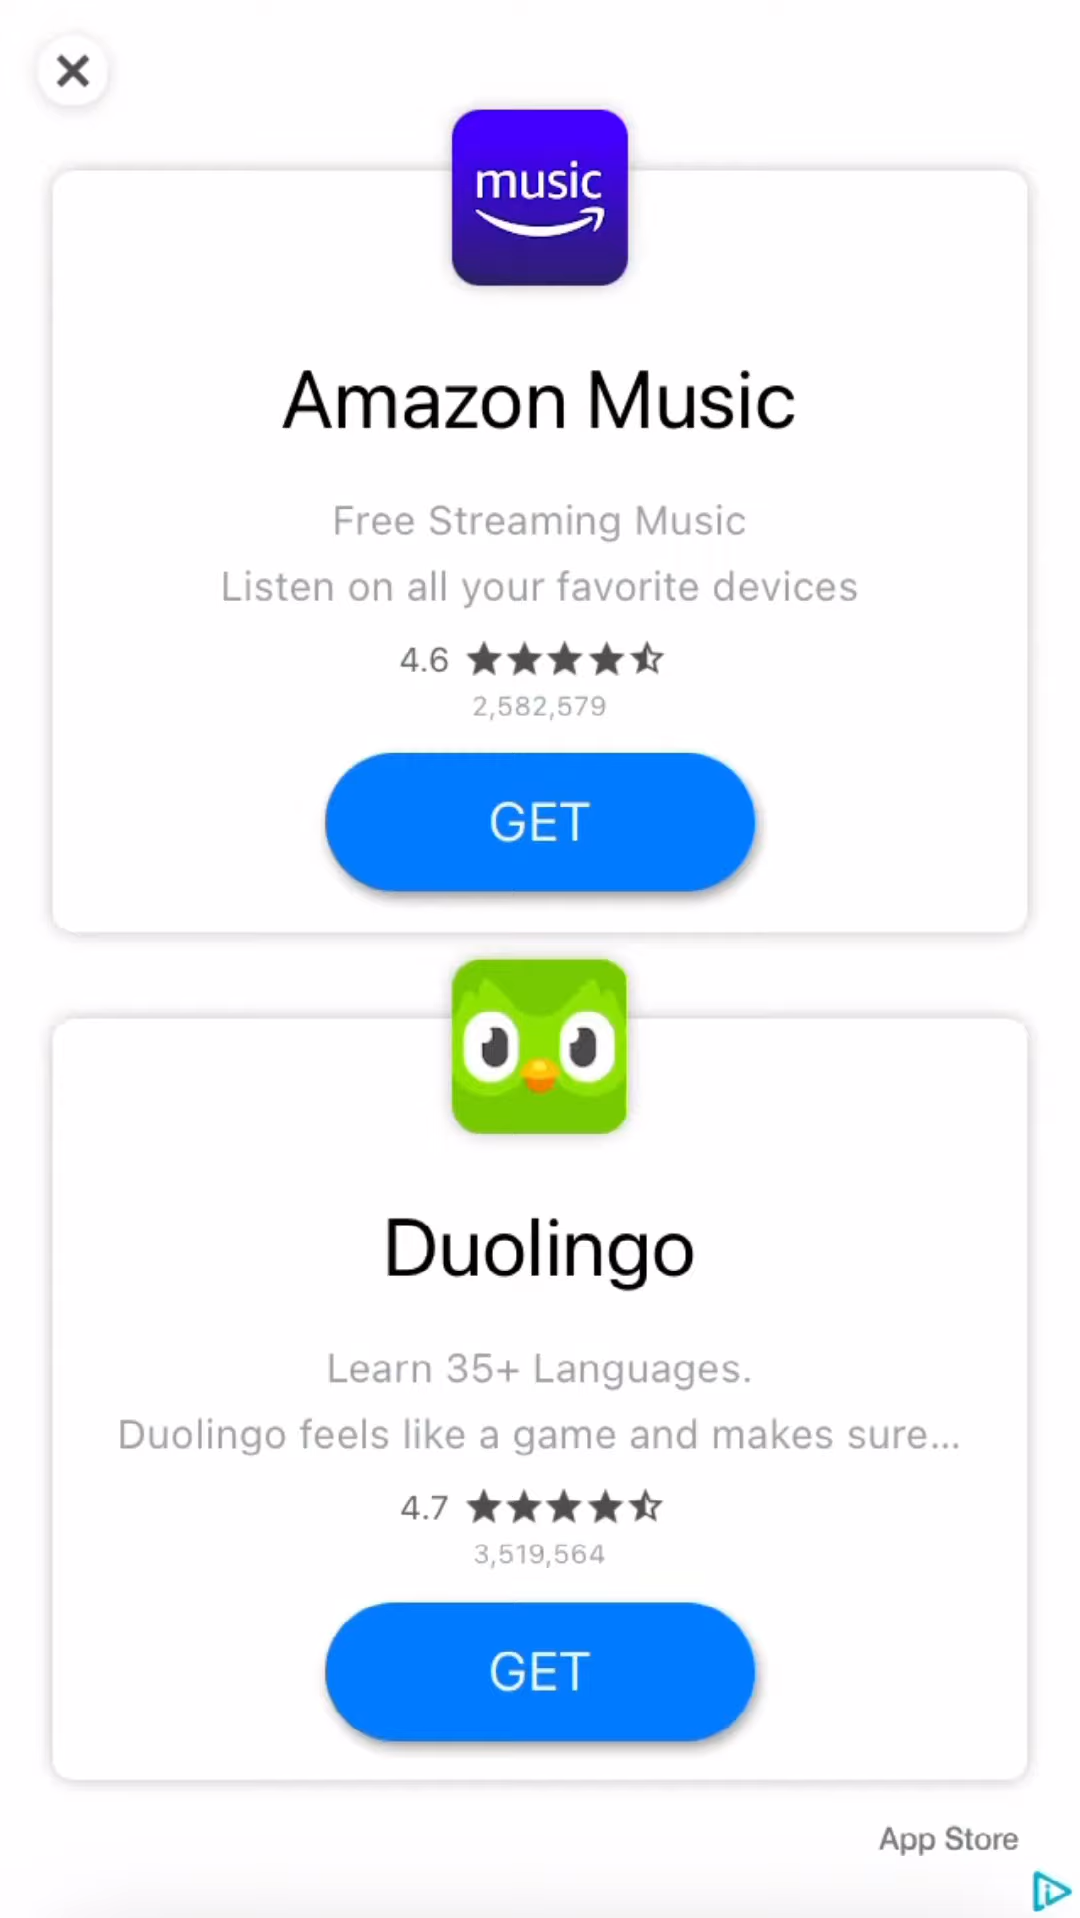 music
Amazon Music
Free Streaming Music
Listen on all your favorite devices
4.6
2,582,579
GET
Duolingo
Learn 35+ Languages.
Duolingo feels like a game and makes sure...
4.7
3,519,564
GET
App Store